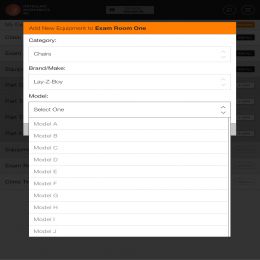 Add New Equipment to Exam Room One
Category:
Chairs
Brand/Make:
Lay-Z-Boy
Model:
Select One
Model A
Model B
Model C
Model D
Model E
Model F
Model G
Model H
Model I
Model J